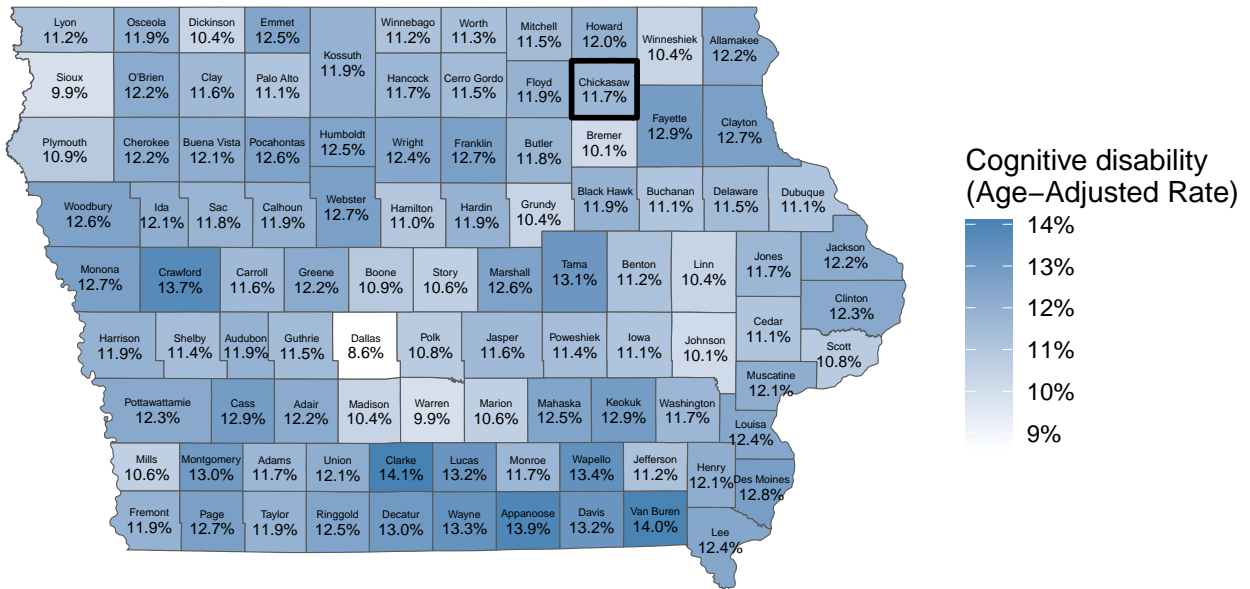 Lyon
11.2%
Osceola
11.9%
Dickinson
10.4%
Emmet
12.5%
Kossuth
11.9%
Winnebago
11.2%
Worth
11.3%
Mitchell
11.5%
Howard
12.0%
Winneshiek
10.4%
Allamakee
12.2%
Sioux
9.9%
O'Brien
12.2%
Clay
11.6%
Palo Alto
11.1%
Hancock
11.7%
Cerro Gordo
11.5%
Floyd
11.9%
Chickasaw
11.7%
Plymouth
10.9%
Cherokee
12.2%
Buena Vista
12.1%
Pocahontas
12.6%
Humboldt
12.5%
Wright
12.4%
Franklin
12.7%
Butler
11.8%
Bremer
10.1%
Fayette
12.9%
Clayton
12.7%
Woodbury
12.6%
Ida
12.1%
Sac
11.8%
Calhoun
11.9%
Webster
12.7%
Hamilton
11.0%
Hardin
11.9%
Grundy
10.4%
Black Hawk
11.9%
Buchanan
11.1%
Delaware
11.5%
Dubuque
11.1%
Monona
12.7%
Crawford
13.7%
Carroll
11.6%
Greene
12.2%
Boone
10.9%
Story
10.6%
Marshall
12.6%
Tama
13.1%
Benton
11.2%
Linn
10.4%
Jones
11.7%
Jackson
12.2%
Clinton
12.3%
Harrison
11.9%
Shelby
11.4%
Audubon
11.9%
Guthrie
11.5%
Dallas
8.6%
Polk
10.8%
Jasper
11.6%
Poweshiek
11.4%
Iowa
11.1%
Johnson
10.1%
Cedar
11.1%
Scott
10.8%
Muscatine
12.1%
Pottawattamie
12.3%
Cass
12.9%
Adair
12.2%
Madison
10.4%
Warren
9.9%
Marion
10.6%
Mahaska
12.5%
Keokuk
12.9%
Washington
11.7%
Louisa
12.4%
Mills
10.6%
Montgomery
13.0%
Adams
11.7%
Union
12.1%
Clarke
14.1%
Lucas
13.2%
Monroe
11.7%
Wapello
13.4%
Jefferson
11.2%
Henry
12.1%
Des Moines
12.8%
Fremont
11.9%
Page
12.7%
Taylor
11.9%
Ringgold
12.5%
Decatur
13.0%
Wayne
13.3%
Appanoose
13.9%
Davis
13.2%
Van Buren
14.0%
Lee
12.4%
Cognitive disability
(Age−Adjusted Rate)
14%
13%
12%
11%
10%
9%